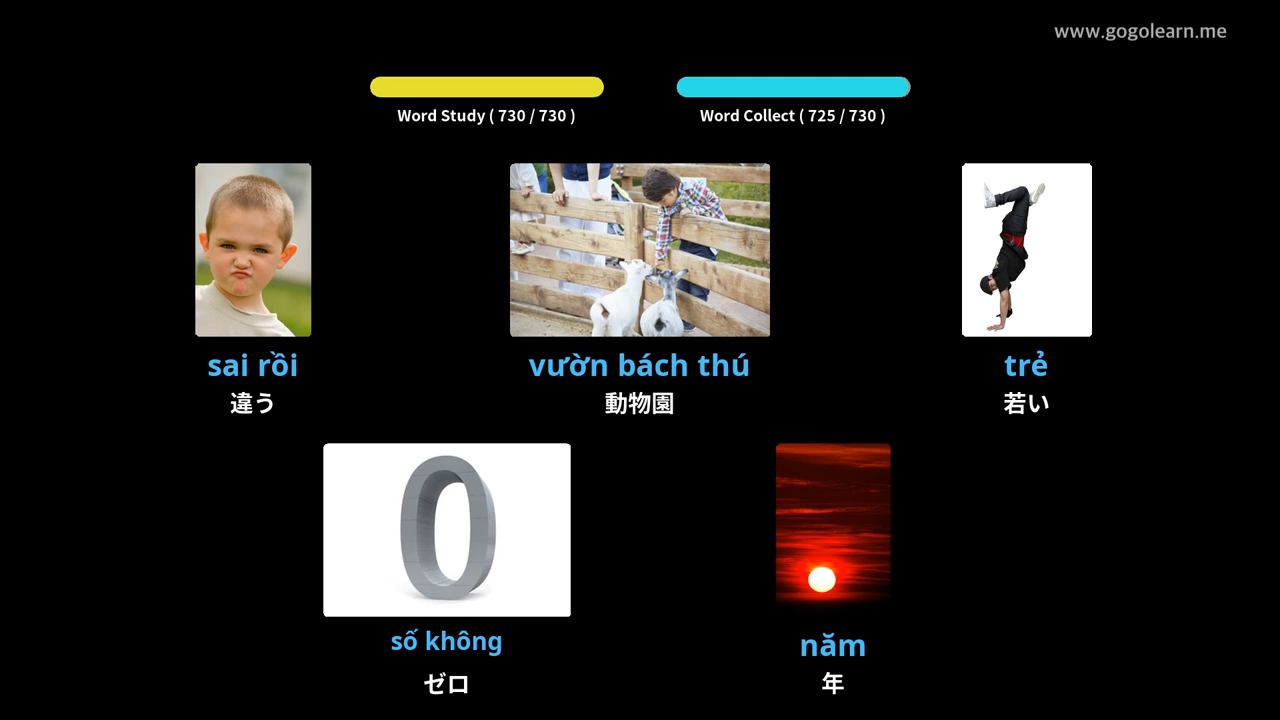 www.gogolearn.me
Word Study ( 730 / 730 )
Word Collect ( 725 / 730 )
sai rồi
違う
vườn bách thú
動物園
trẻ
若い
số không
ゼロ
năm
年